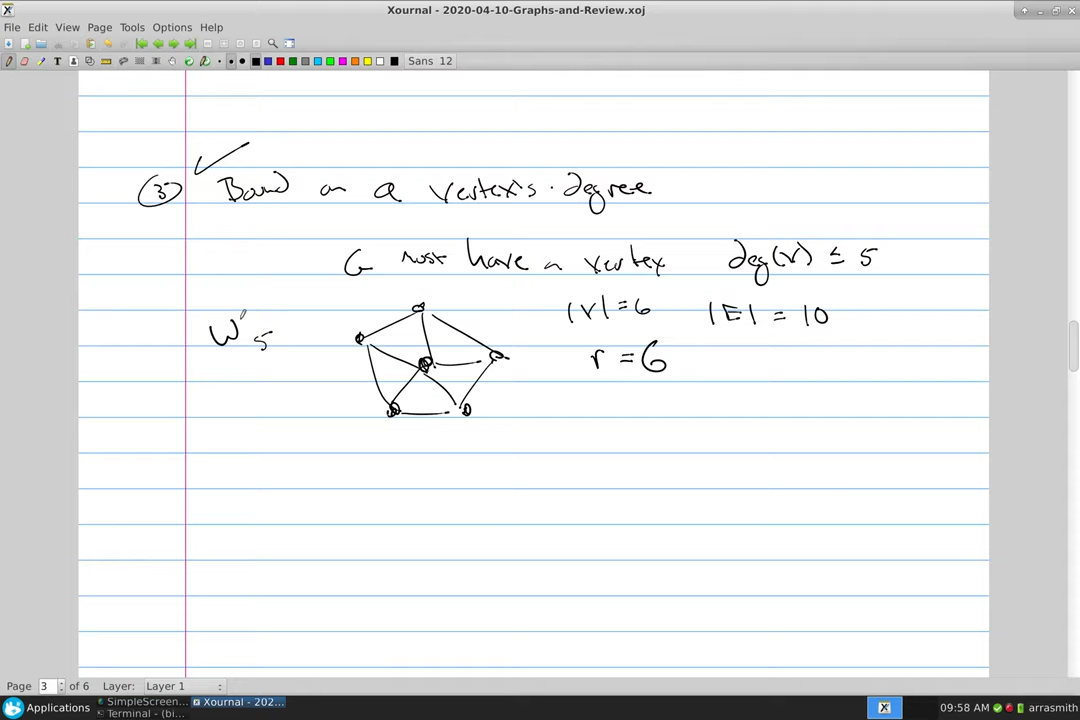 Xournal - 2020-04-10-Graphs-and-Review.xoj
File Edit View Page Tools Options Help
Sans 12
③ Bound on a vertex's degree
G must have a vertex deg(v) ≤ 5
|V| = 6 |E| = 10
W₅
r = 6
Page 3 of 6 Layer: Layer 1
Applications
SimpleScreen...
Terminal - (bi...
Xournal - 202...
09:58 AM
arrasmith